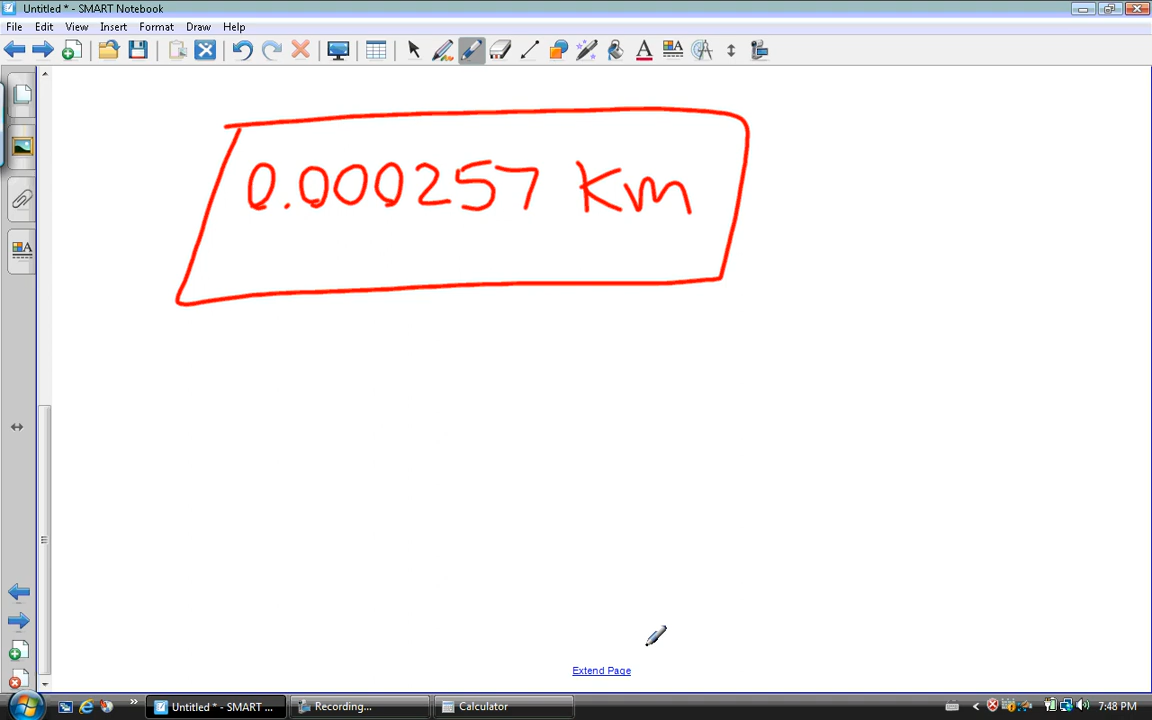 Untitled * - SMART Notebook
File Edit View Insert Format Draw Help
0.000257 Km
Extend Page
Untitled * - SMART ...
Recording...
Calculator
7:48 PM